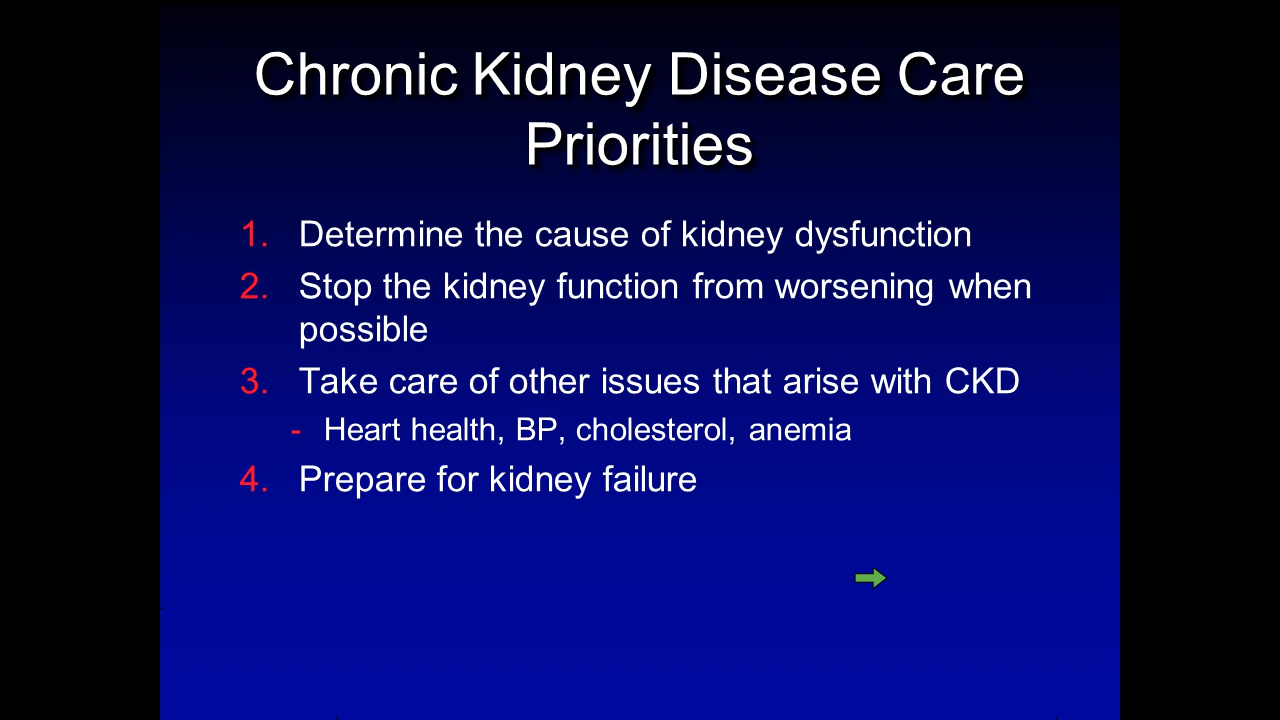 Chronic Kidney Disease Care
Priorities
1. Determine the cause of kidney dysfunction
2. Stop the kidney function from worsening when
possible
3. Take care of other issues that arise with CKD
- Heart health, BP, cholesterol, anemia
4. Prepare for kidney failure